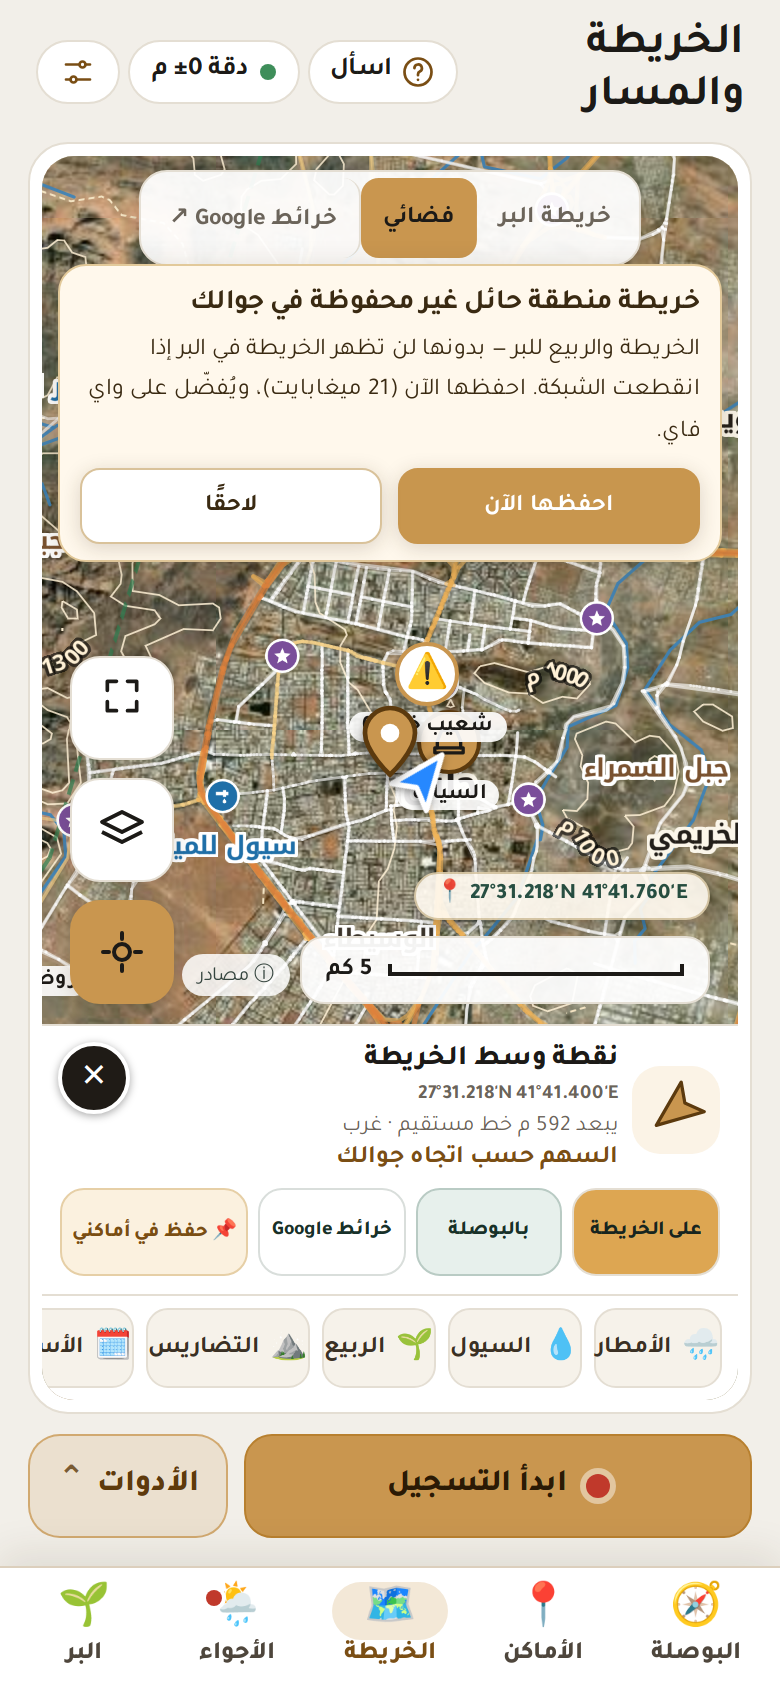 الخريطة
والمسار
اسأل
دقة ±0 م
خريطة البر
فضائي
خرائط Google ↗
خريطة منطقة حائل غير محفوظة في جوالك
الخريطة والربيع للبر – بدونها لن تظهر الخريطة في البر إذا
انقطعت الشبكة. احفظها الآن (21 ميغابايت)، ويُفضّل على واي
فاي.
احفظها الآن
لاحقًا
1300
1000 م
شعيب
جبل السمراء
السيا
سيول للمي
1000 م
لخريمي
📍 27°31.218′N 41°41.760′E
الوسيطاء
5 كم
ⓘ مصادر
روض
نقطة وسط الخريطة
27°31.218′N 41°41.400′E
يبعد 592 م خط مستقيم · غرب
السهم حسب اتجاه جوالك
على الخريطة
بالبوصلة
خرائط Google
📌 حفظ في أماكني
🌧️ الأمطار
💧 السيول
🌱 الربيع
⛰️ التضاريس
🗓️ الأس
ابدأ التسجيل
الأدوات ⌃
البوصلة
الأماكن
الخريطة
الأجواء
البر